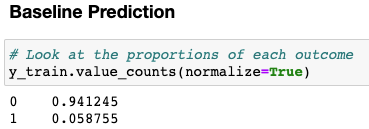 Baseline Prediction
# Look at the proportions of each outcome
y_train.value_counts(normalize=True)
0    0.941245
1    0.058755